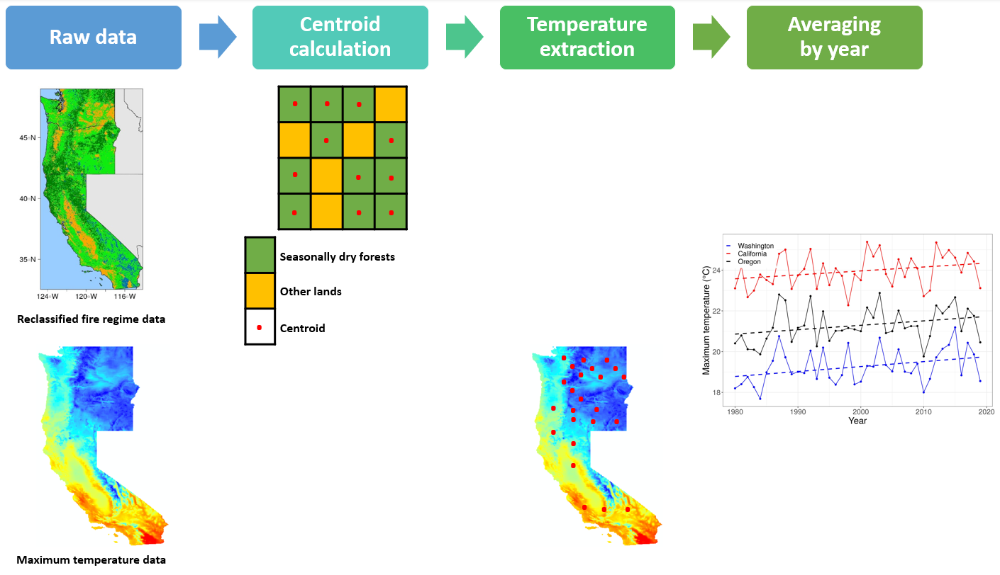 Raw data
Centroid
calculation
Temperature
extraction
Averaging
by year
45°N
40°N
35°N
124°W 120°W 116°W
Reclassified fire regime data
Seasonally dry forests
Other lands
Centroid
Maximum temperature data
Washington
California
Oregon
Maximum temperature (°C)
24
22
20
18
1980 1990 2000 2010 2020
Year